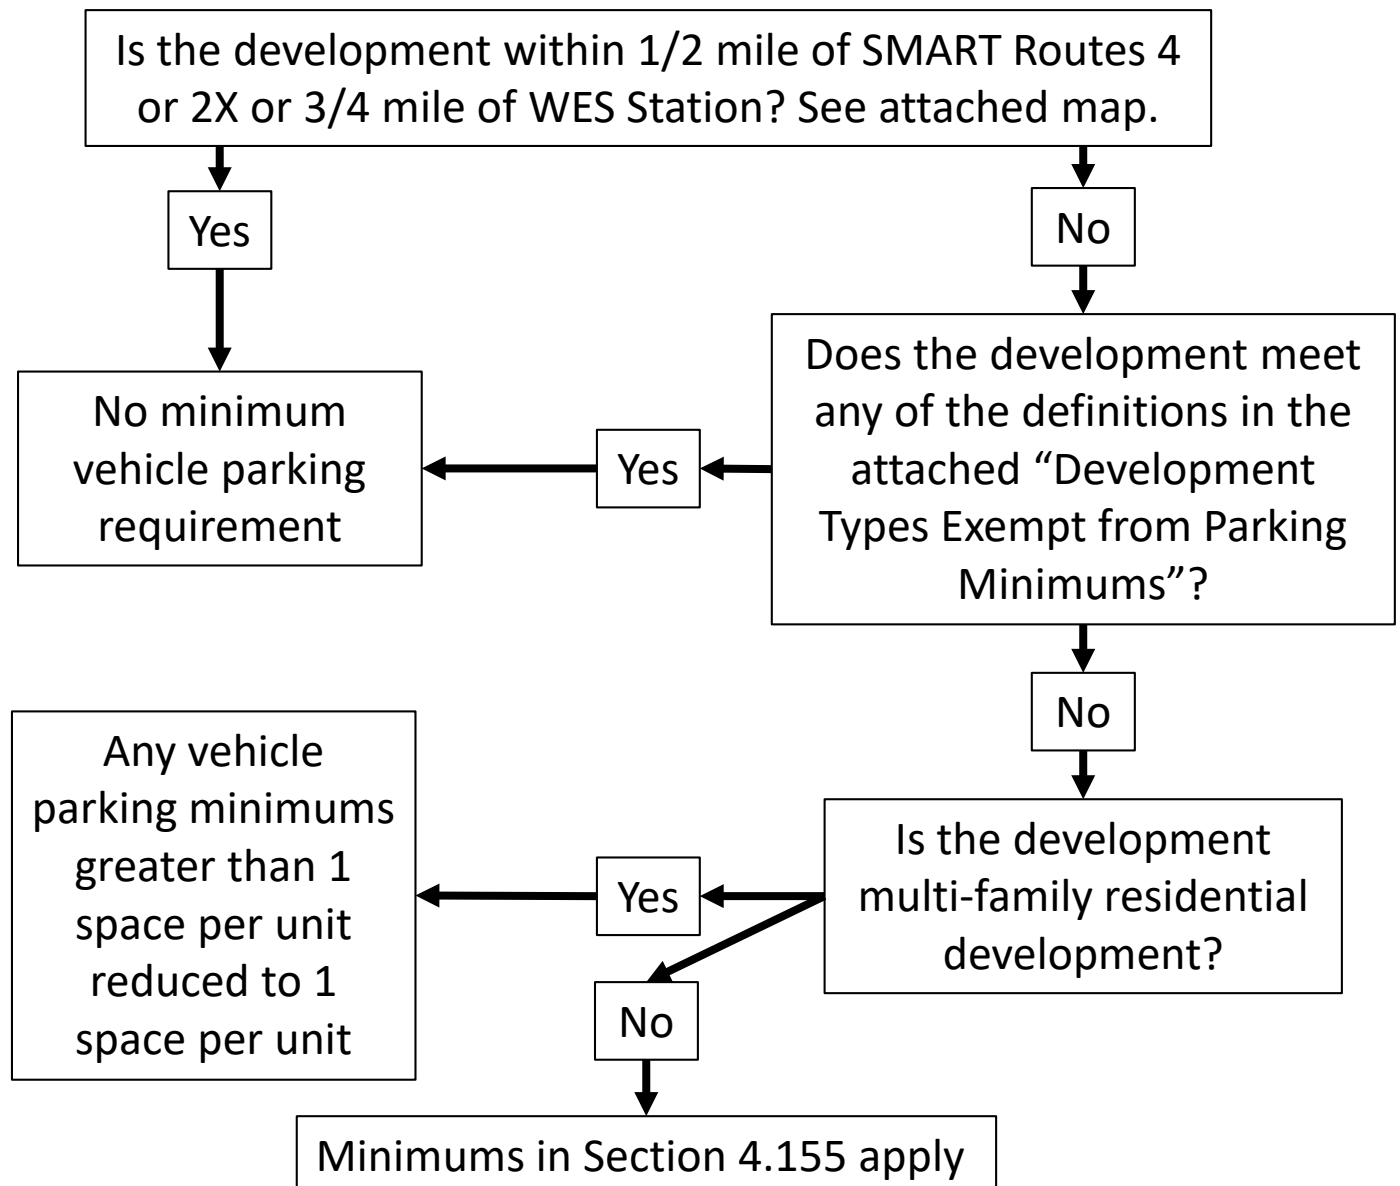 Is the development within 1/2 mile of SMART Routes 4
or 2X or 3/4 mile of WES Station? See attached map.
Yes
No
No minimum
vehicle parking
requirement
Yes
Does the development meet
any of the definitions in the
attached “Development
Types Exempt from Parking
Minimums”?
No
Any vehicle
parking minimums
greater than 1
space per unit
reduced to 1
space per unit
Yes
Is the development
multi-family residential
development?
No
Minimums in Section 4.155 apply